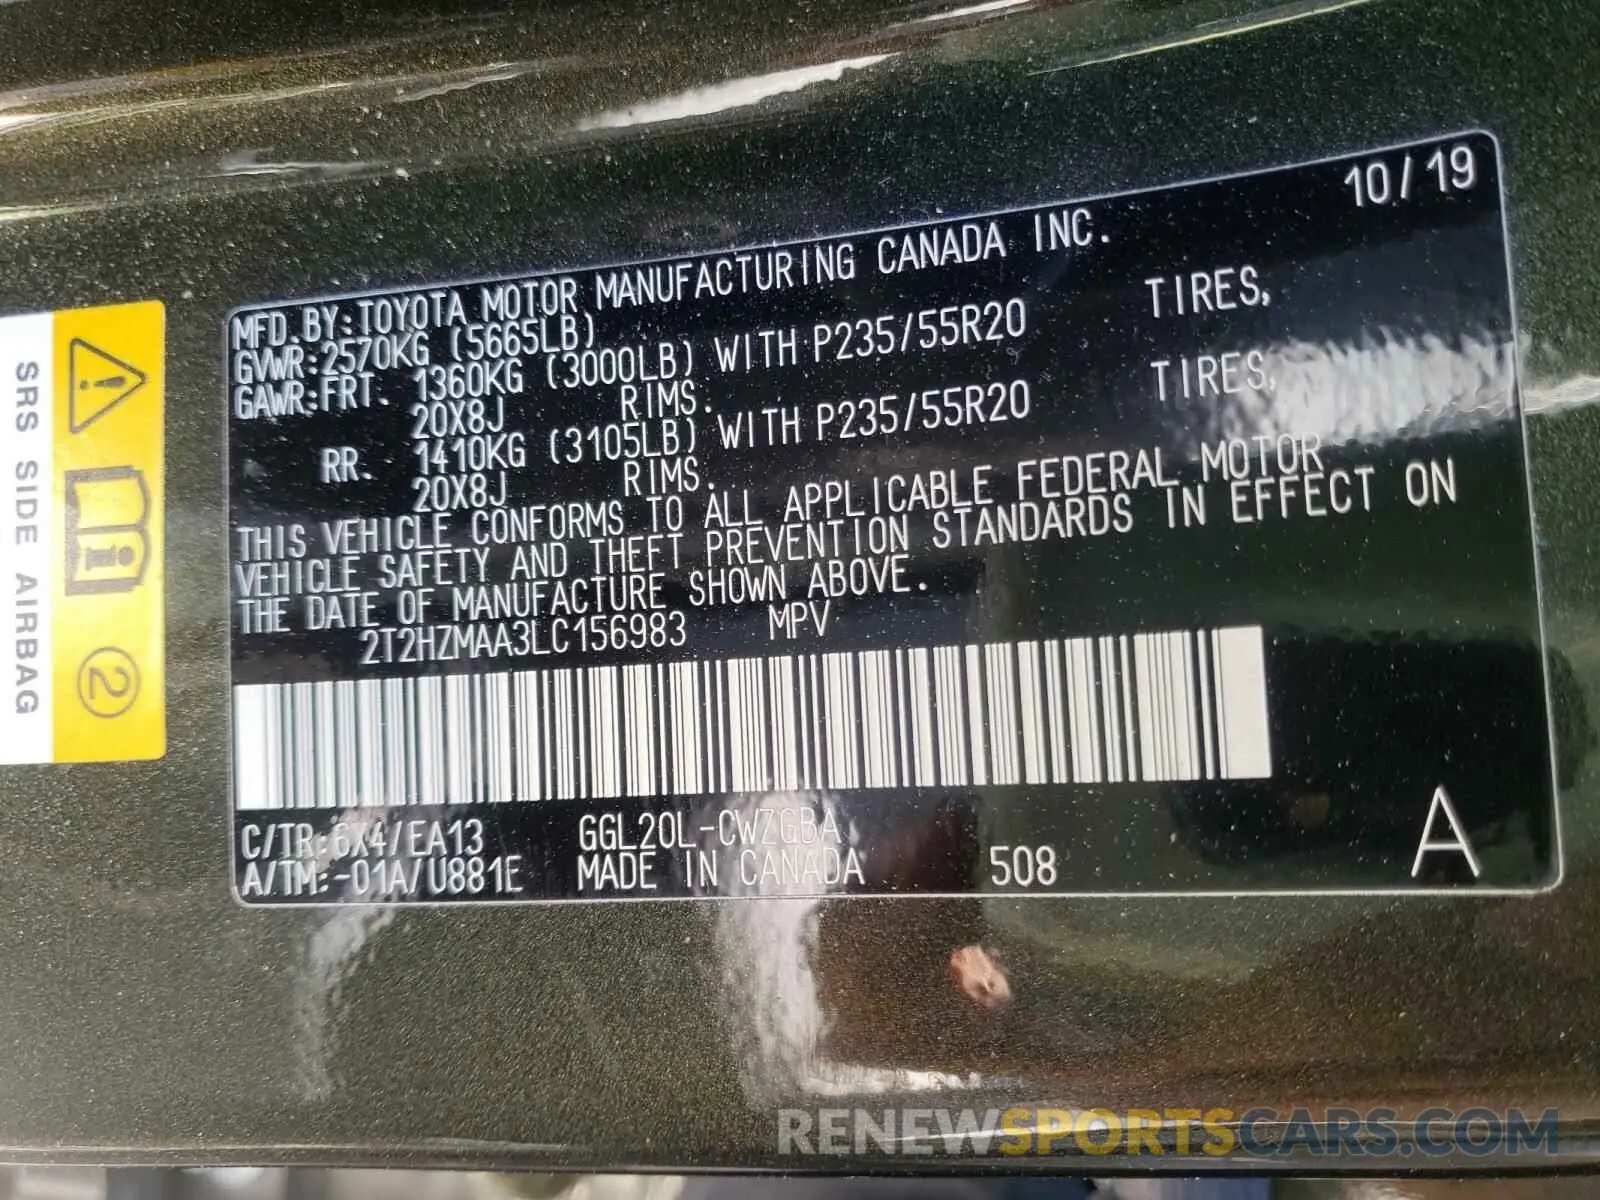 10/19
MFD.BY:TOYOTA MOTOR MANUFACTURING CANADA INC.
GVWR:2570KG (5665LB)
GAWR:FRT. 1360KG (3000LB) WITH P235/55R20 TIRES,
20X8J RIMS.
RR. 1410KG (3105LB) WITH P235/55R20 TIRES,
20X8J RIMS.
THIS VEHICLE CONFORMS TO ALL APPLICABLE FEDERAL MOTOR
VEHICLE SAFETY AND THEFT PREVENTION STANDARDS IN EFFECT ON
THE DATE OF MANUFACTURE SHOWN ABOVE.
2T2HZMAA3LC156983 MPV
C/TR:6X4/EA13 GGL20L-CWZGBA
A/TM:-01A/U881E MADE IN CANADA 508
A
SRS SIDE AIRBAG
2
RENEWSPORTSCARS.COM